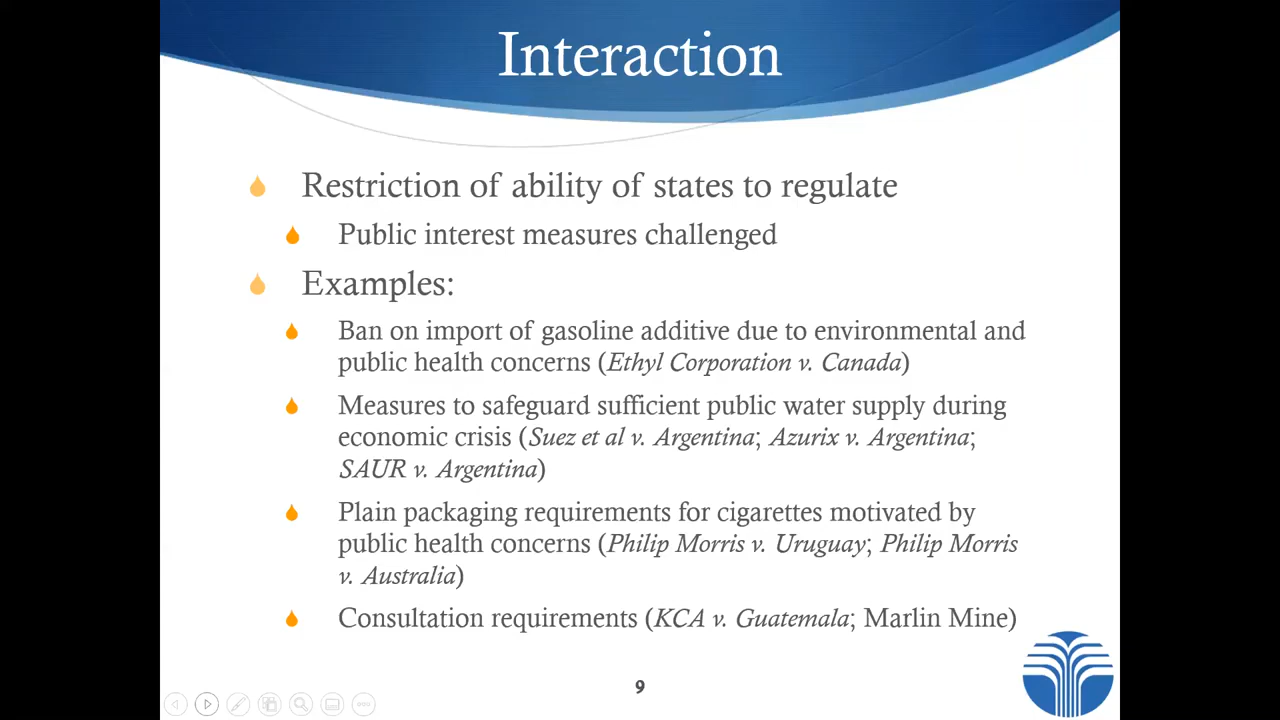 Interaction
Restriction of ability of states to regulate
Public interest measures challenged
Examples:
Ban on import of gasoline additive due to environmental and
public health concerns (Ethyl Corporation v. Canada)
Measures to safeguard sufficient public water supply during
economic crisis (Suez et al v. Argentina; Azurix v. Argentina;
SAUR v. Argentina)
Plain packaging requirements for cigarettes motivated by
public health concerns (Philip Morris v. Uruguay; Philip Morris
v. Australia)
Consultation requirements (KCA v. Guatemala; Marlin Mine)
9